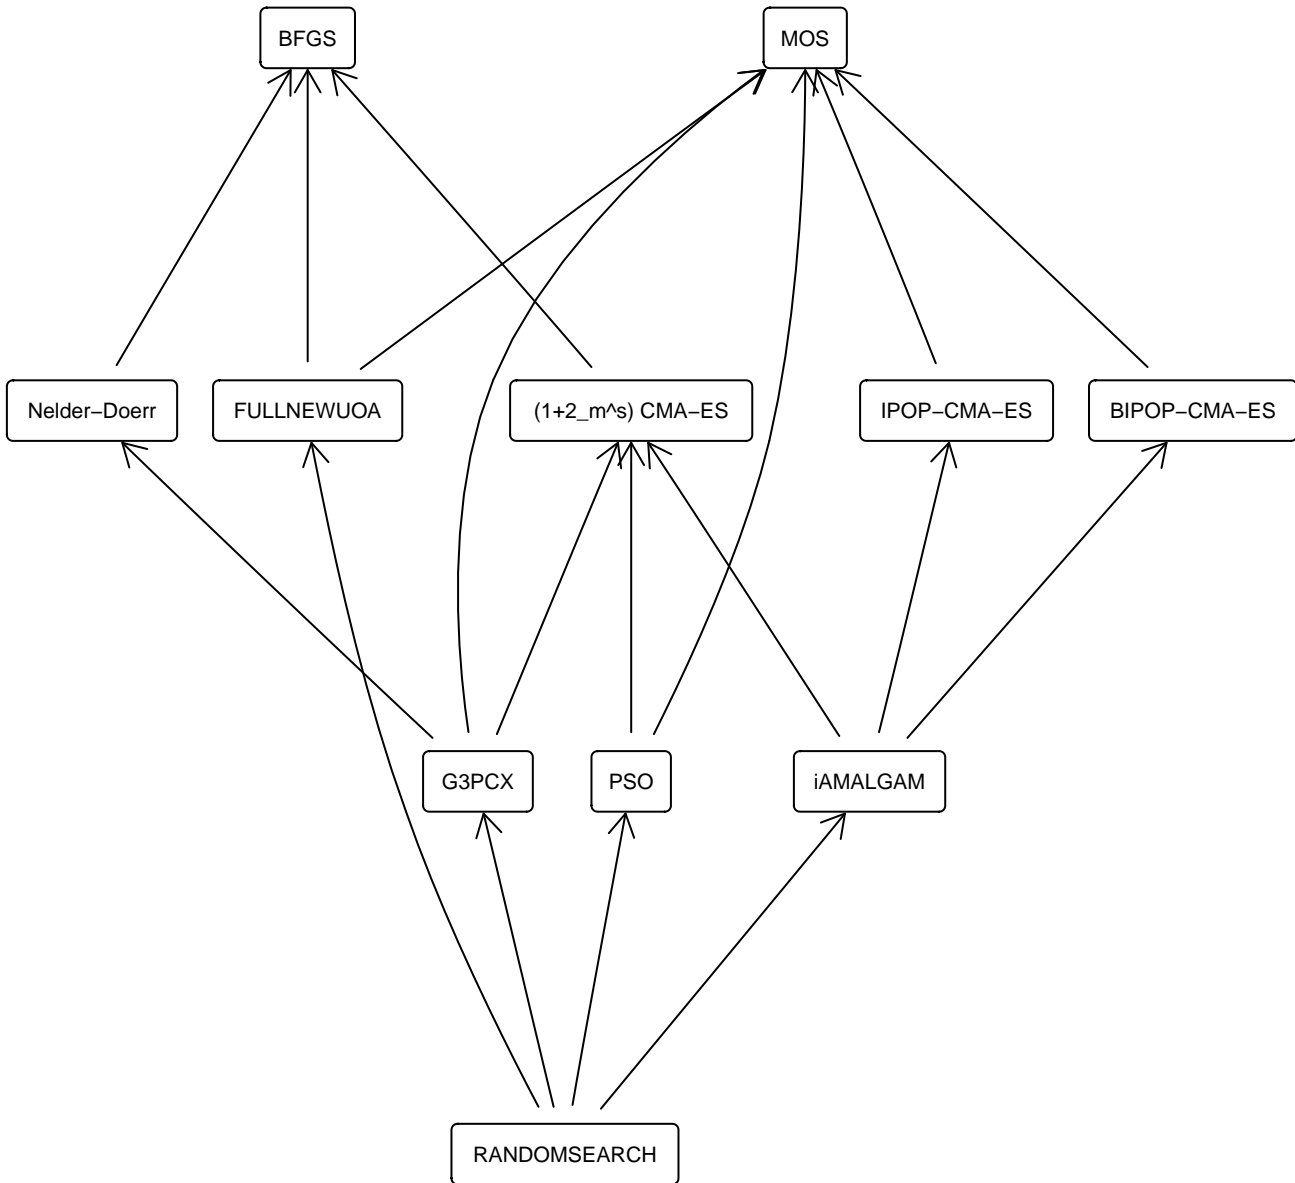 BFGS
MOS
Nelder−Doerr
FULLNEWUOA
(1+2_m^s) CMA−ES
IPOP−CMA−ES
BIPOP−CMA−ES
G3PCX
PSO
iAMALGAM
RANDOMSEARCH